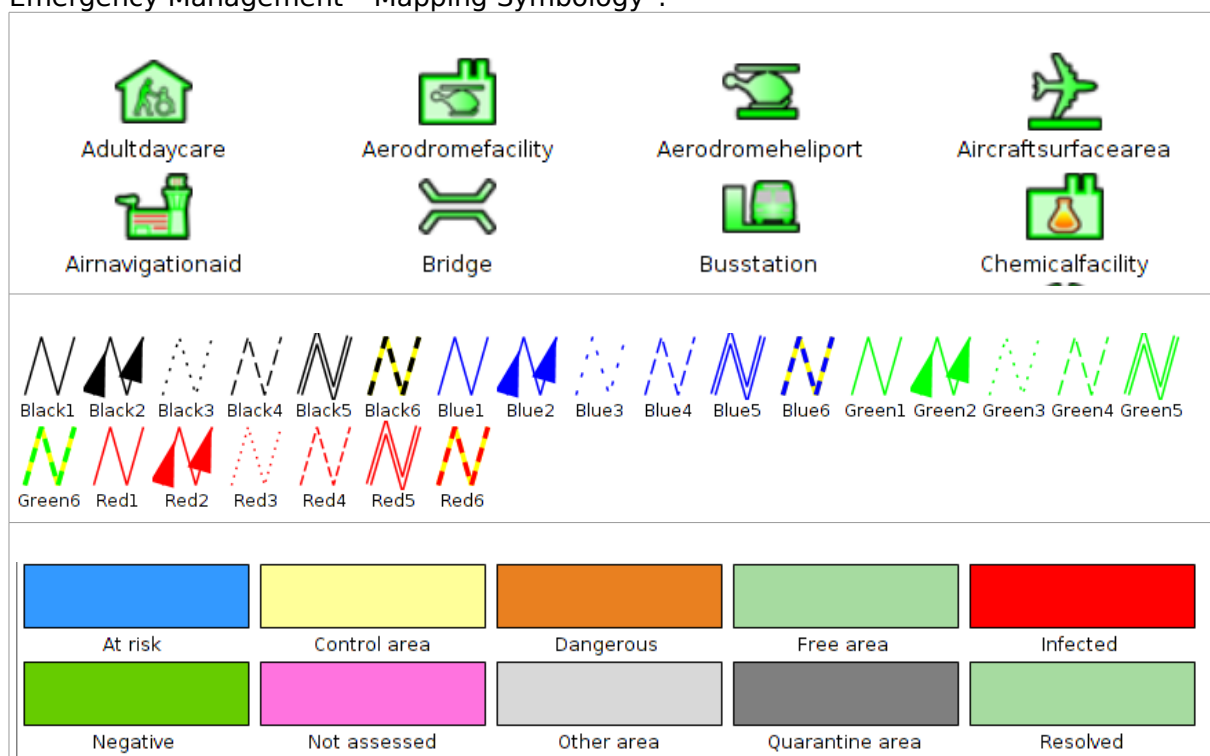 Emergency Management - Mapping Symbology".
Adultdaycare Aerodromefacility Aerodromeheliport Aircraftsurfacearea
Airnavigationaid Bridge Busstation Chemicalfacility
Black1 Black2 Black3 Black4 Black5 Black6 Blue1 Blue2 Blue3 Blue4 Blue5 Blue6 Green1 Green2 Green3 Green4 Green5
Green6 Red1 Red2 Red3 Red4 Red5 Red6
At risk Control area Dangerous Free area Infected
Negative Not assessed Other area Quarantine area Resolved